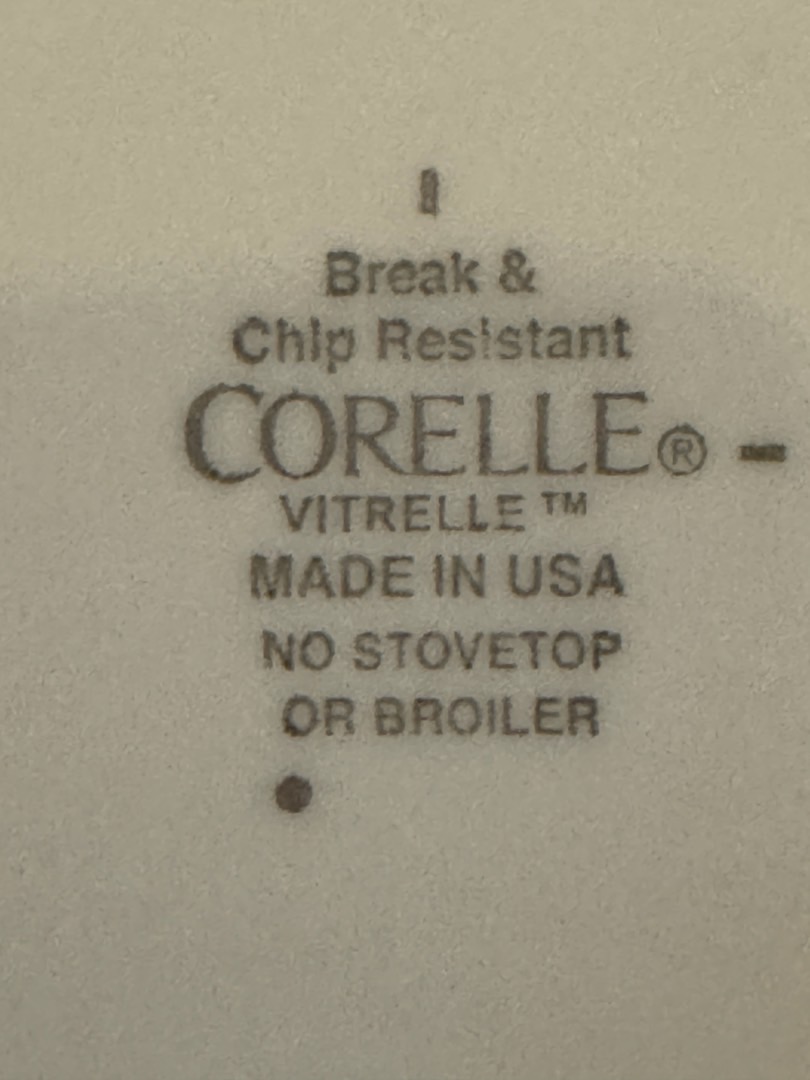 Break &
Chip Resistant
CORELLE® -
VITRELLE™
MADE IN USA
NO STOVETOP
OR BROILER